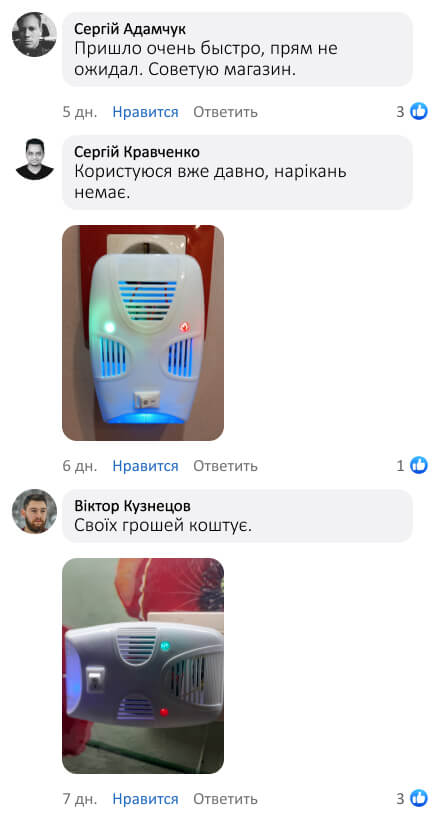 Сергій Адамчук
Пришло очень быстро, прям не
ожидал. Советую магазин.
5 дн. Нравится Ответить 3
Сергій Кравченко
Користуюся вже давно, нарікань
немає.
6 дн. Нравится Ответить 1
Віктор Кузнецов
Своїх грошей коштує.
7 дн. Нравится Ответить 3